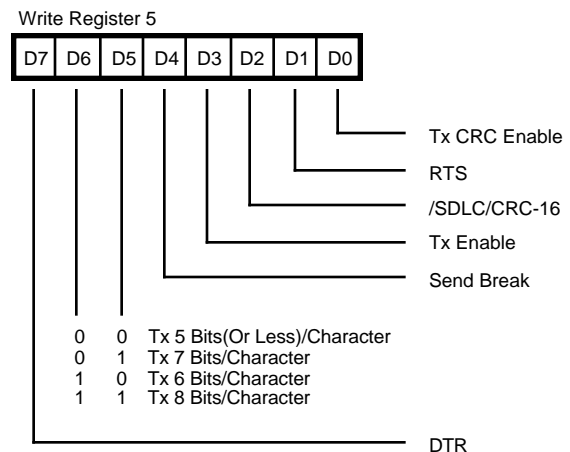 Write Register 5
D7 D6 D5 D4 D3 D2 D1 D0
Tx CRC Enable
RTS
/SDLC/CRC-16
Tx Enable
Send Break
0 0 Tx 5 Bits(Or Less)/Character
0 1 Tx 7 Bits/Character
1 0 Tx 6 Bits/Character
1 1 Tx 8 Bits/Character
DTR